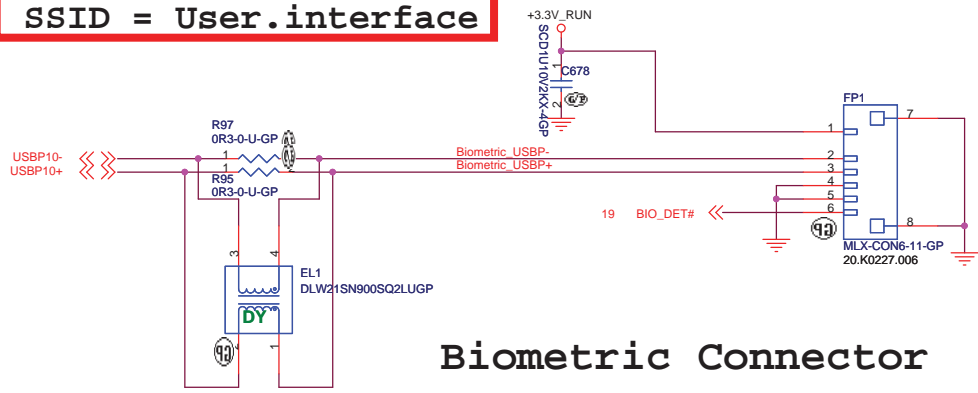 SSID = User.interface
+3.3V_RUN
SCD1U10V2KX-4GP
1
C678
2
G/P
FP1
7
1
R97
0R3-0-U-GP
USBP10-
1
Biometric_USBP-
2
USBP10+
1
2
Biometric_USBP+
3
R95
0R3-0-U-GP
4
5
19
BIO_DET#
6
8
GP
MLX-CON6-11-GP
20.K0227.006
3
4
EL1
DLW21SN900SQ2LUGP
DY
GP
1
Biometric Connector